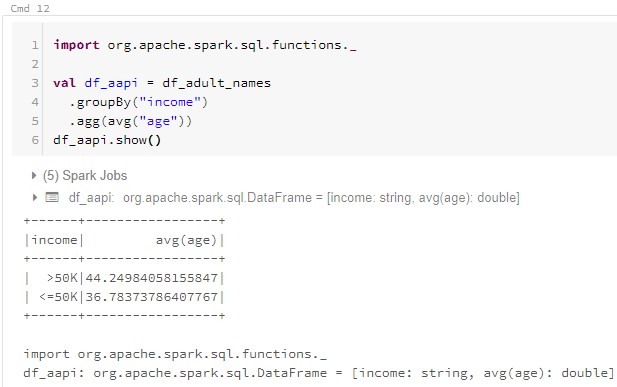 Cmd 12
1 import org.apache.spark.sql.functions._
2
3 val df_aapi = df_adult_names
4   .groupBy("income")
5   .agg(avg("age"))
6 df_aapi.show()
(5) Spark Jobs
df_aapi: org.apache.spark.sql.DataFrame = [income: string, avg(age): double]
+------+-----------------+
|income|         avg(age)|
+------+-----------------+
|  >50K|44.24984058155847|
| <=50K|36.78373786407767|
+------+-----------------+
import org.apache.spark.sql.functions._
df_aapi: org.apache.spark.sql.DataFrame = [income: string, avg(age): double]